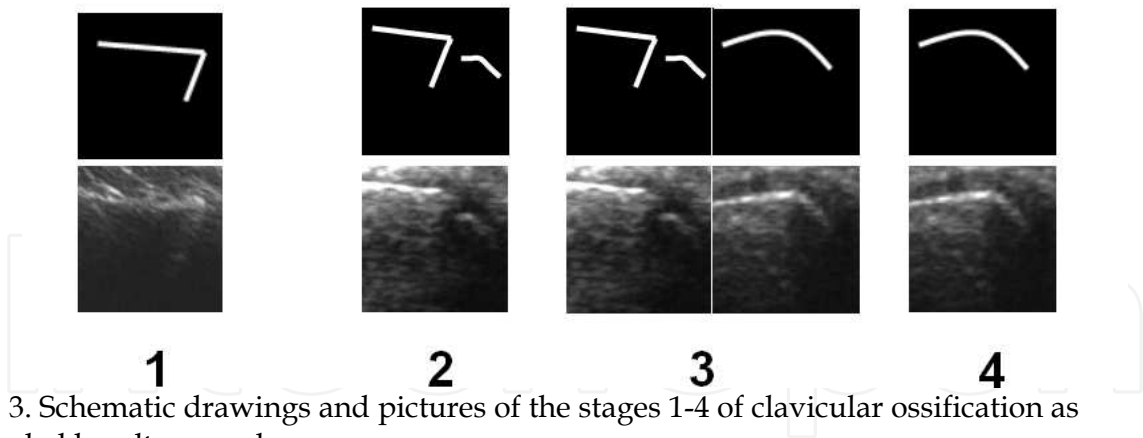 1 2 3 4
3. Schematic drawings and pictures of the stages 1-4 of clavicular ossification as